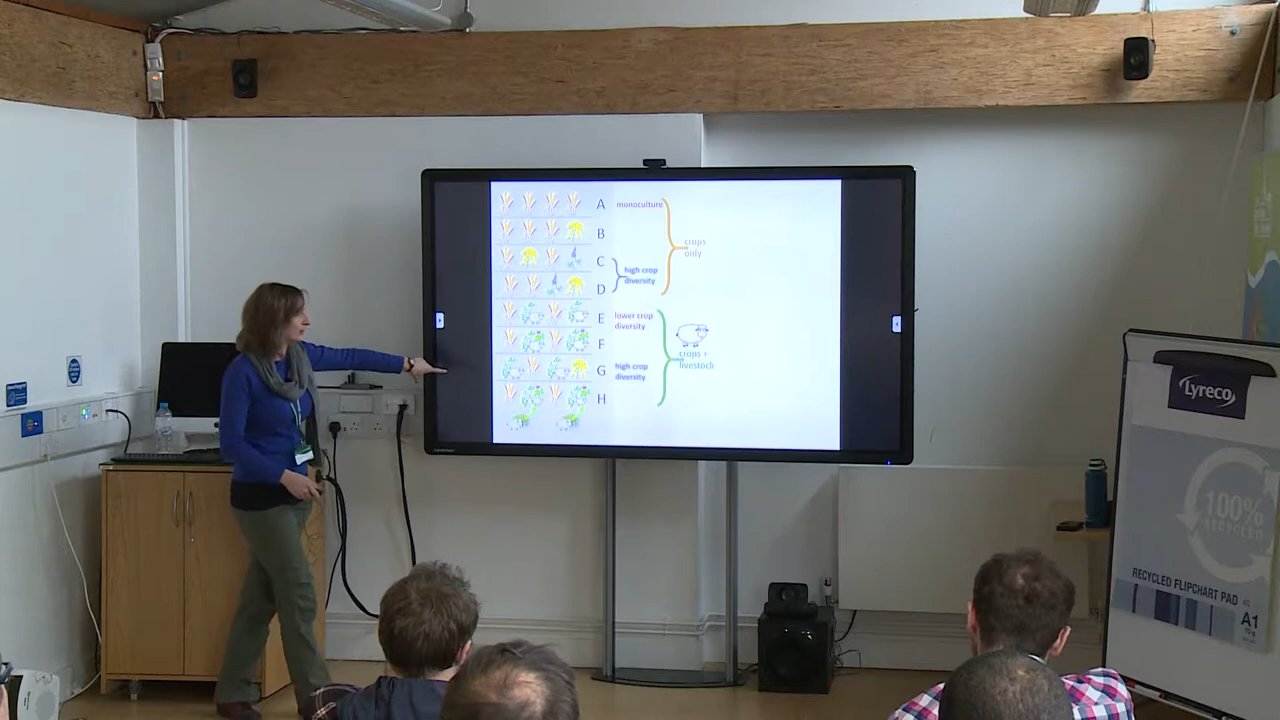 A
monoculture
B
crops
only
C
high crop
diversity
D
E
lower crop
diversity
F
crops +
livestock
G
high crop
diversity
H
Lyreco
100%
RECYCLED
RECYCLED FLIPCHART PAD
A1